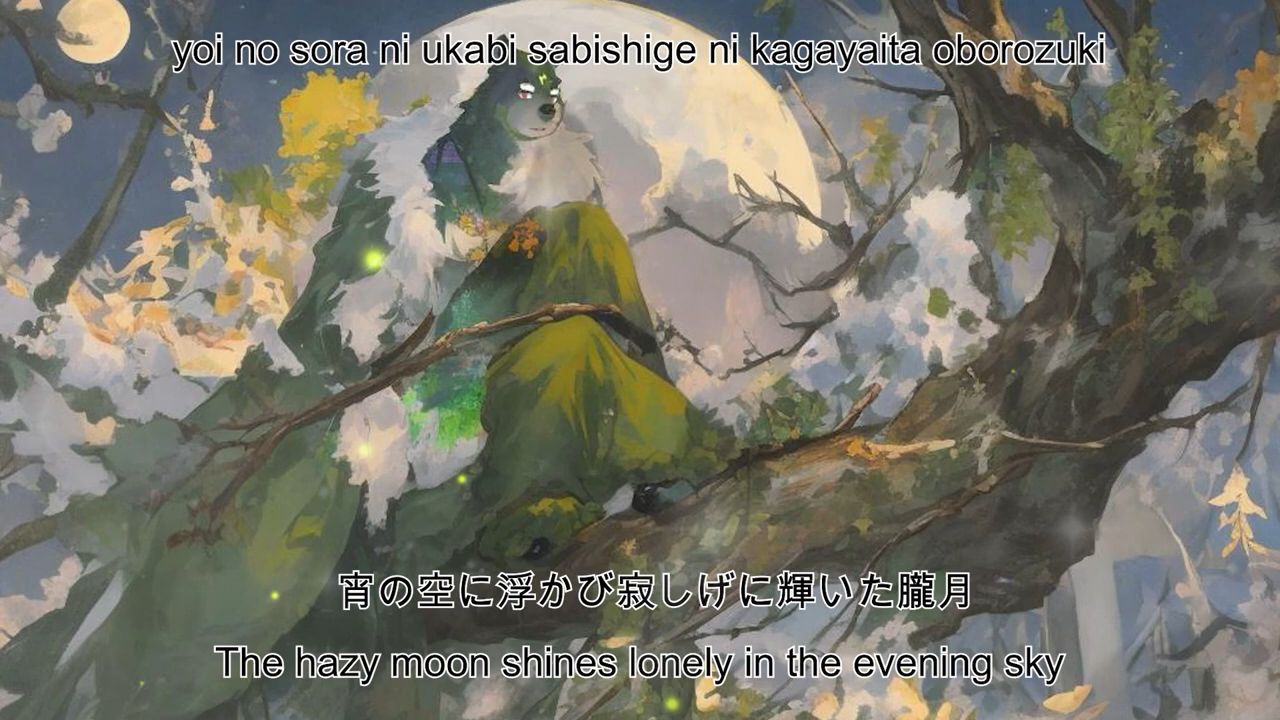 yoi no sora ni ukabi sabishige ni kagayaita oborozuki
宵の空に浮かび寂しげに輝いた朧月
The hazy moon shines lonely in the evening sky